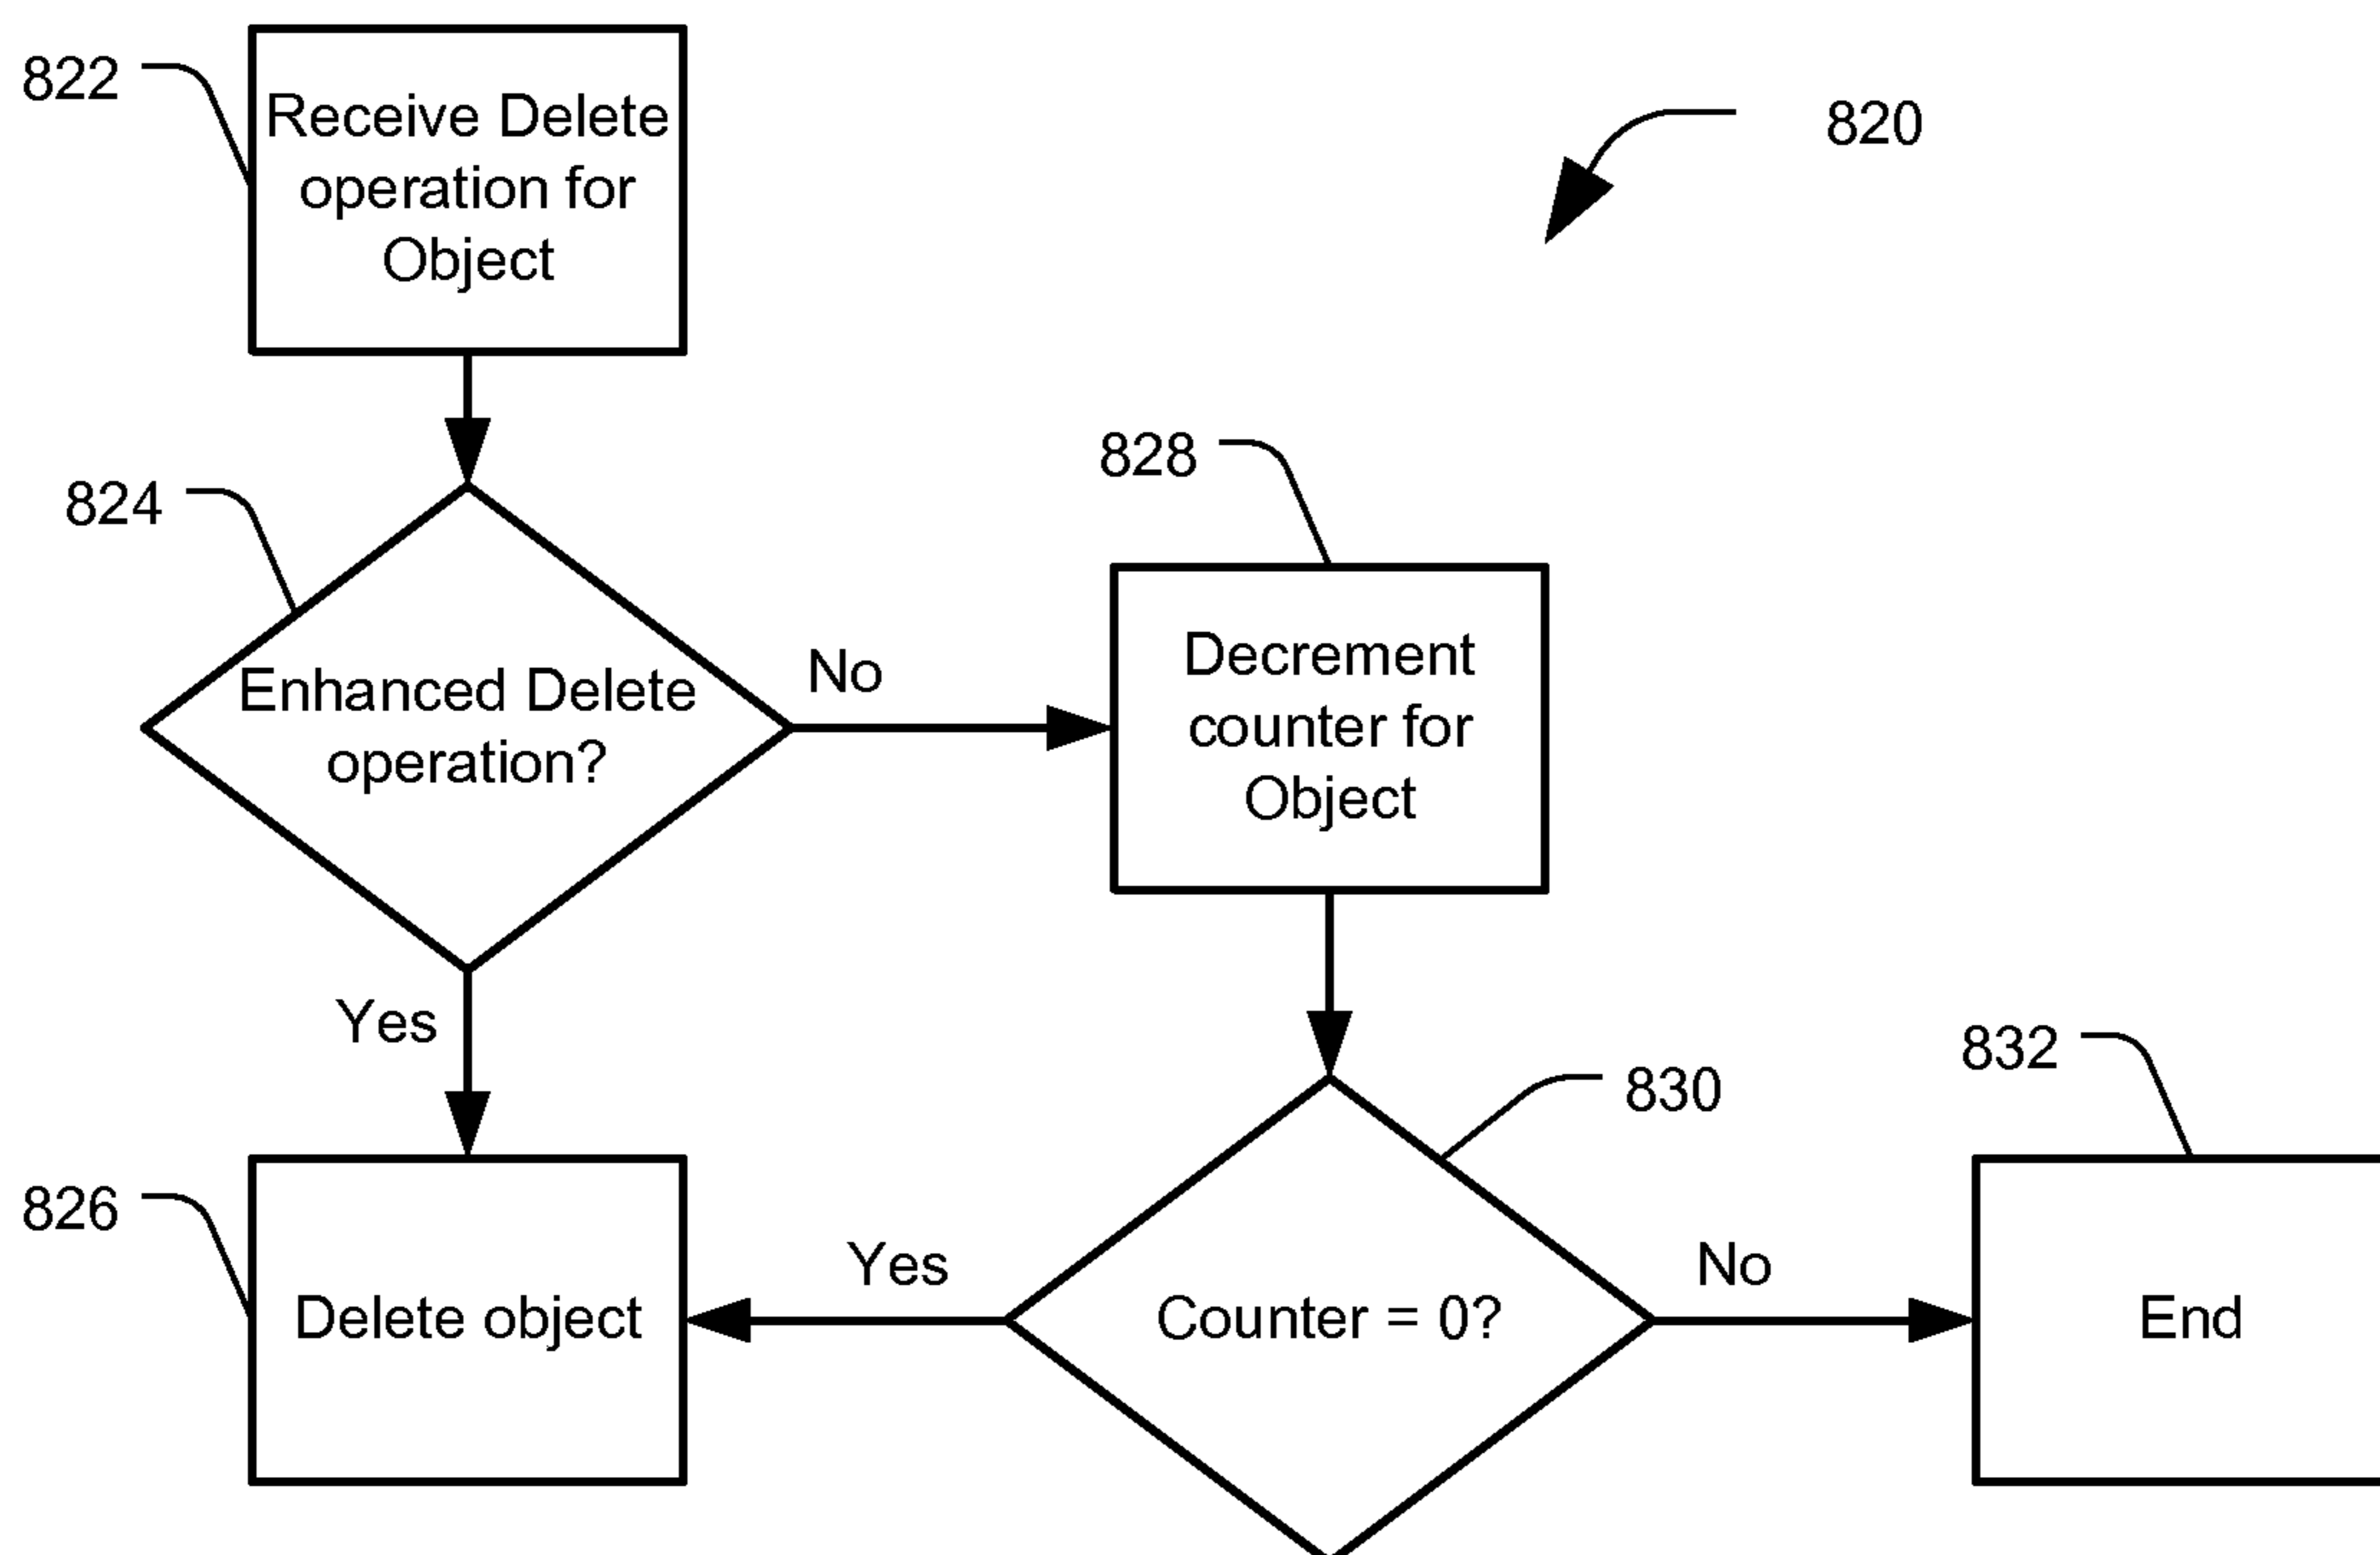 822
Receive Delete
operation for
Object
820
824
Enhanced Delete
operation?
No
828
Decrement
counter for
Object
Yes
826
Delete object
Yes
830
Counter = 0?
No
832
End